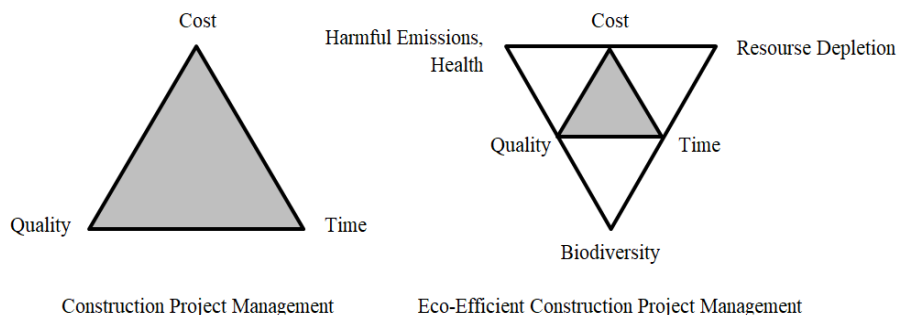 Cost
Quality
Time
Construction Project Management
Cost
Harmful Emissions,
Health
Resourse Depletion
Quality
Time
Biodiversity
Eco-Efficient Construction Project Management